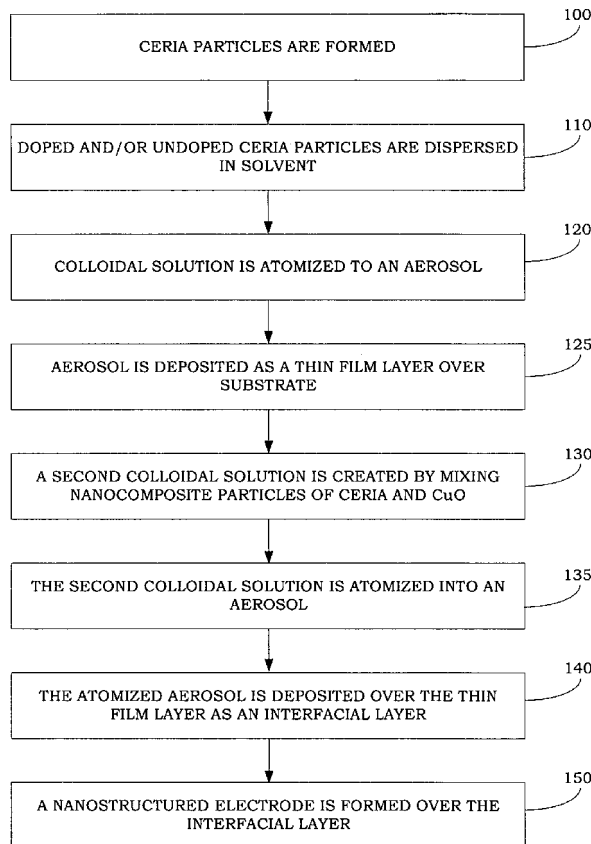 100
CERIA PARTICLES ARE FORMED
110
DOPED AND/OR UNDOPED CERIA PARTICLES ARE DISPERSED
IN SOLVENT
120
COLLOIDAL SOLUTION IS ATOMIZED TO AN AEROSOL
125
AEROSOL IS DEPOSITED AS A THIN FILM LAYER OVER
SUBSTRATE
130
A SECOND COLLOIDAL SOLUTION IS CREATED BY MIXING
NANOCOMPOSITE PARTICLES OF CERIA AND CuO
135
THE SECOND COLLOIDAL SOLUTION IS ATOMIZED INTO AN
AEROSOL
140
THE ATOMIZED AEROSOL IS DEPOSITED OVER THE THIN
FILM LAYER AS AN INTERFACIAL LAYER
150
A NANOSTRUCTURED ELECTRODE IS FORMED OVER THE
INTERFACIAL LAYER